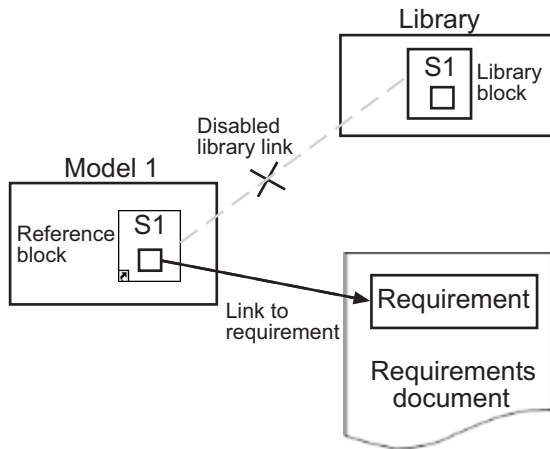 Library
S1
Library
block
Disabled
library link
Model 1
S1
Reference
block
Link to
requirement
Requirement
Requirements
document